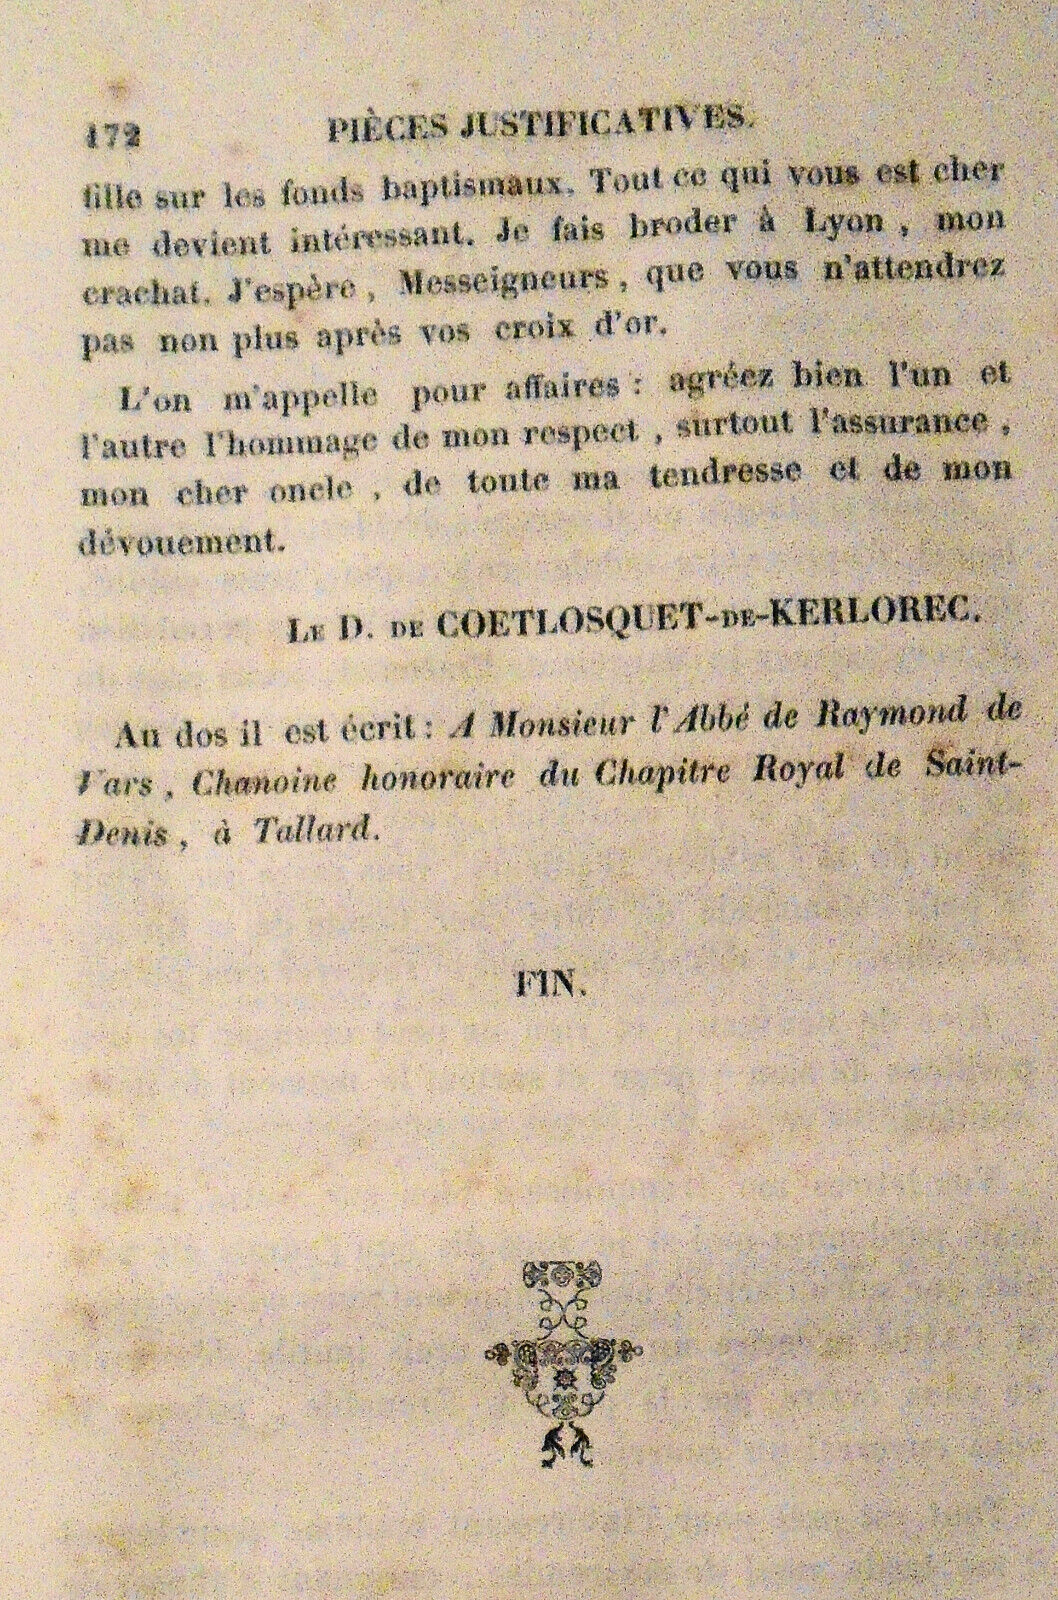 172 PIÈCES JUSTIFICATIVES.
fille sur les fonds baptismaux. Tout ce qui vous est cher
me devient intéressant. Je fais broder à Lyon , mon
crachat. J'espère , Messeigneurs , que vous n'attendrez
pas non plus après vos croix d'or.
L'on m'appelle pour affaires : agréez bien l'un et
l'autre l'hommage de mon respect , surtout l'assurance ,
mon cher oncle , de toute ma tendresse et de mon
dévouement.
LE D. DE COETLOSQUET-DE-KERLOREC.
Au dos il est écrit : A Monsieur l'Abbé de Raymond de
Vars , Chanoine honoraire du Chapitre Royal de Saint-
Denis , à Tallard.
FIN.